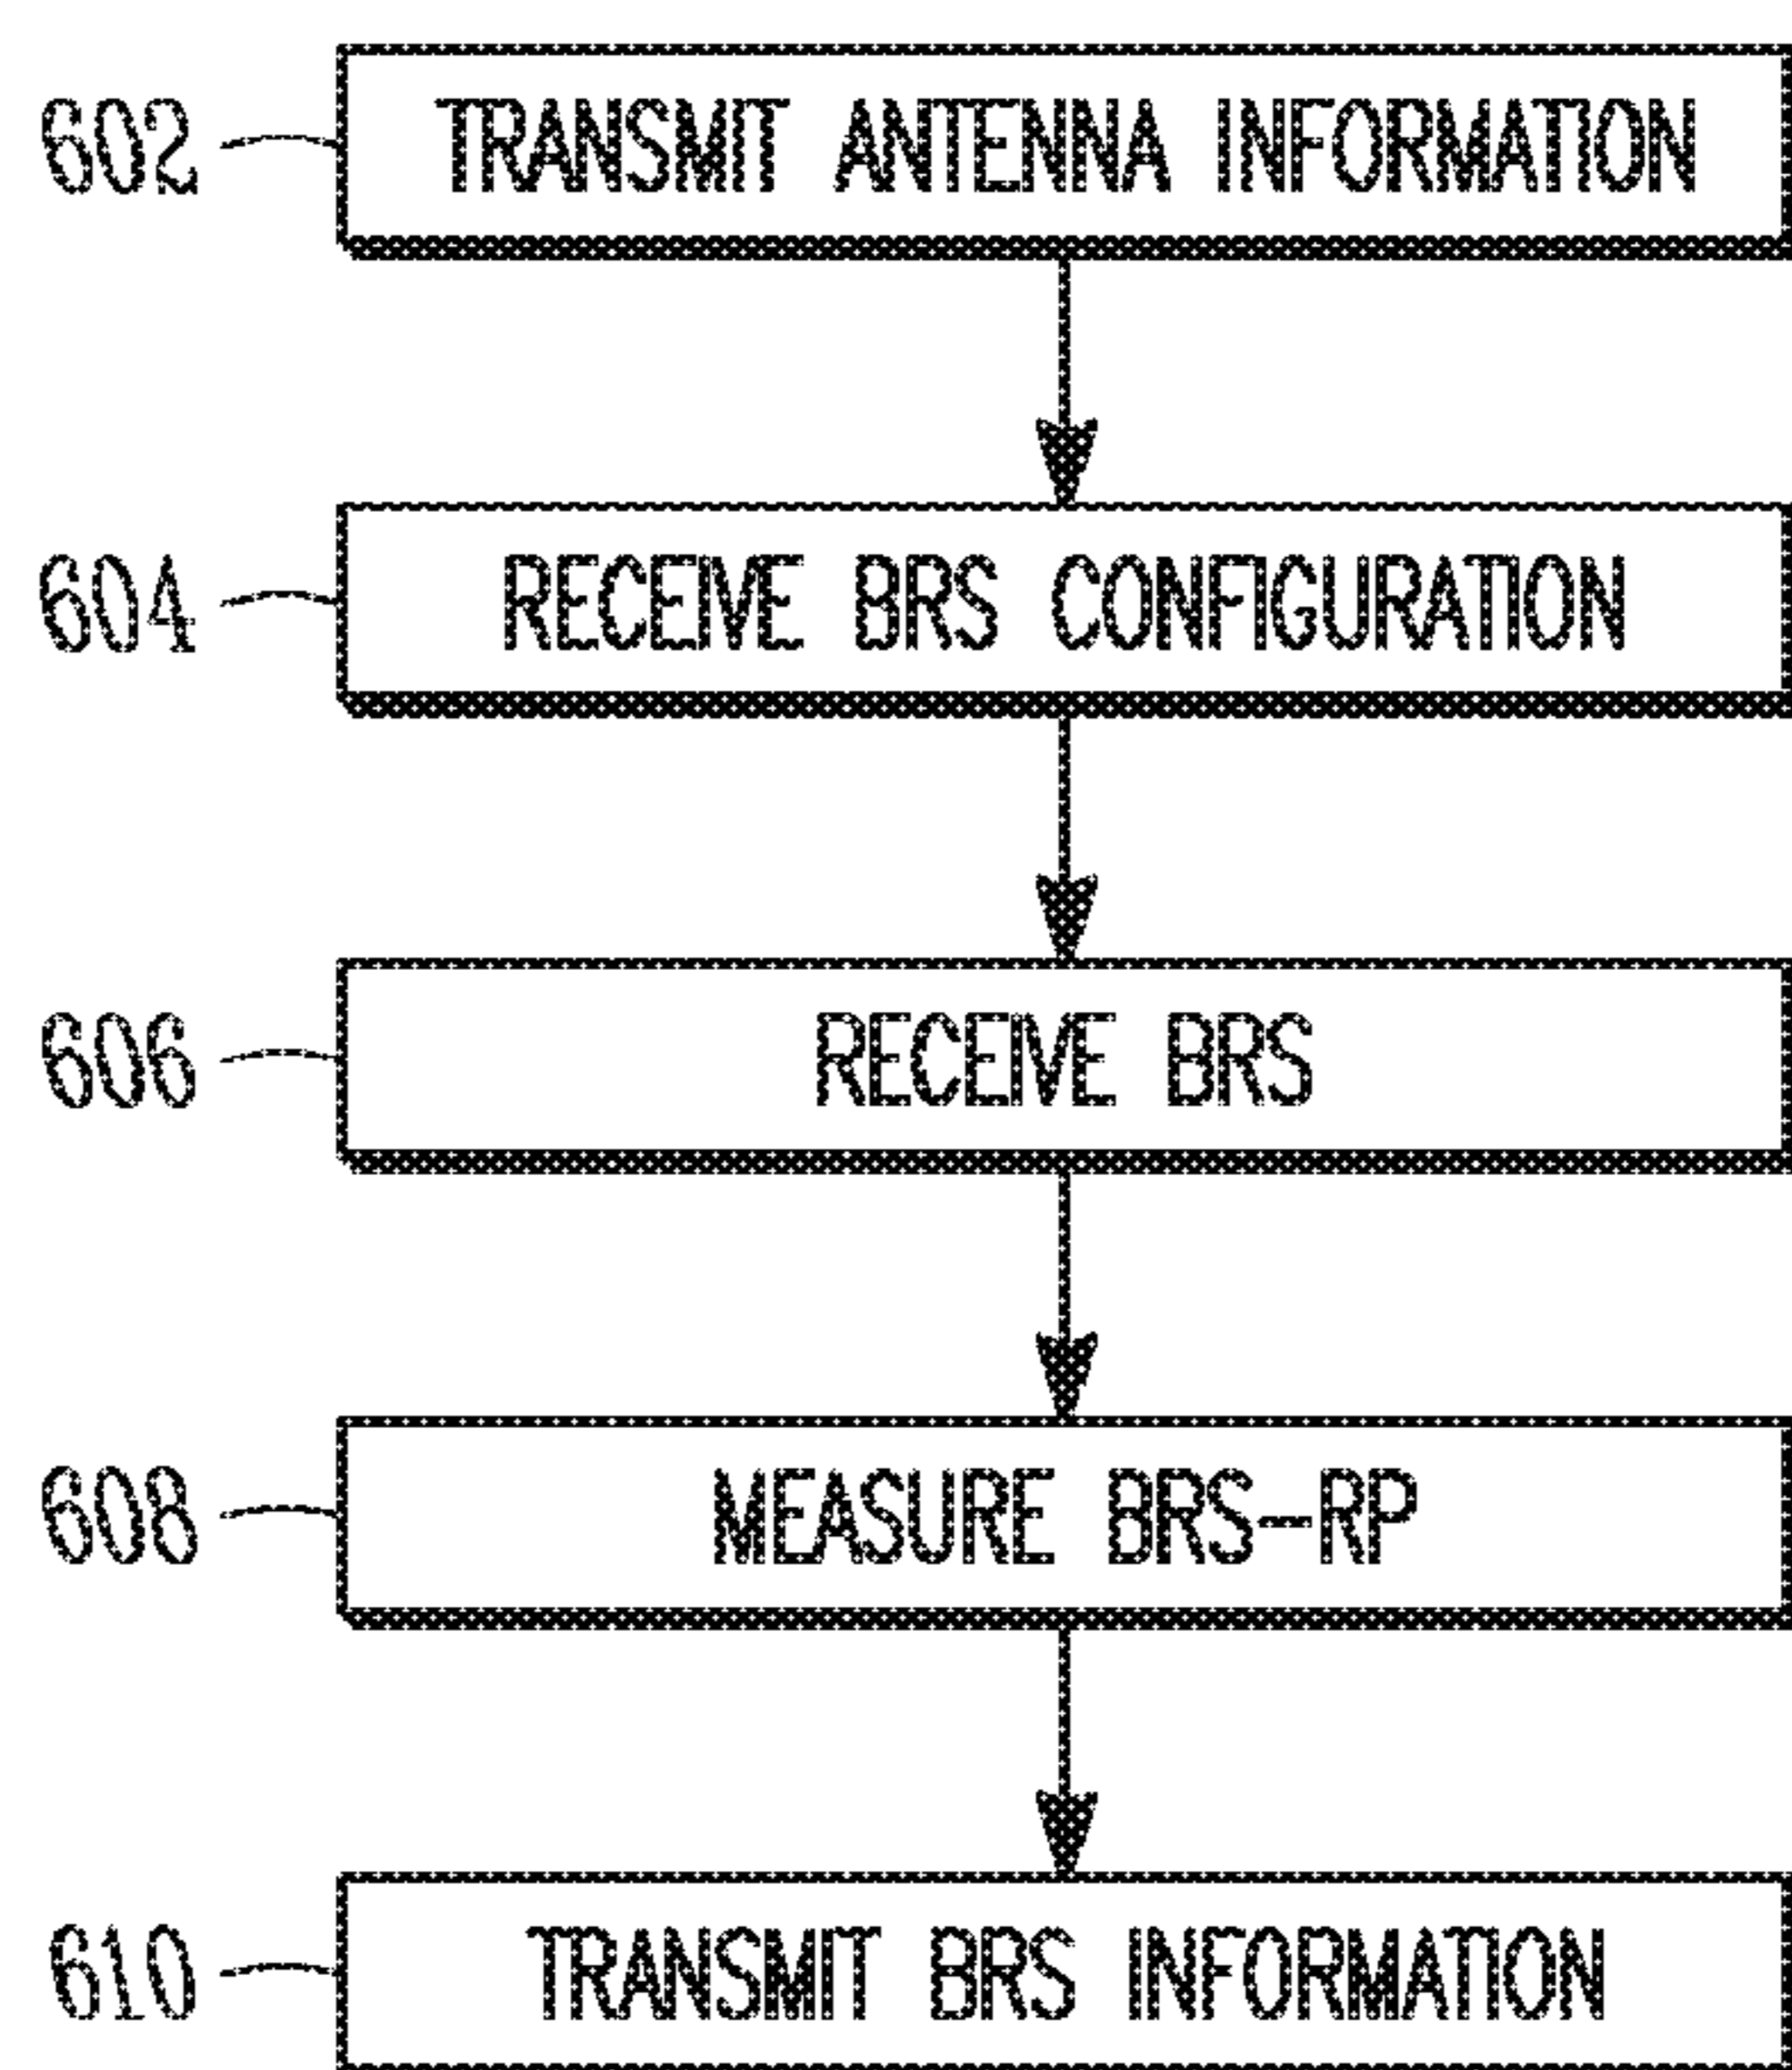 602 TRANSMIT ANTENNA INFORMATION
604 RECEIVE BRS CONFIGURATION
606 RECEIVE BRS
608 MEASURE BRS-RP
610 TRANSMIT BRS INFORMATION